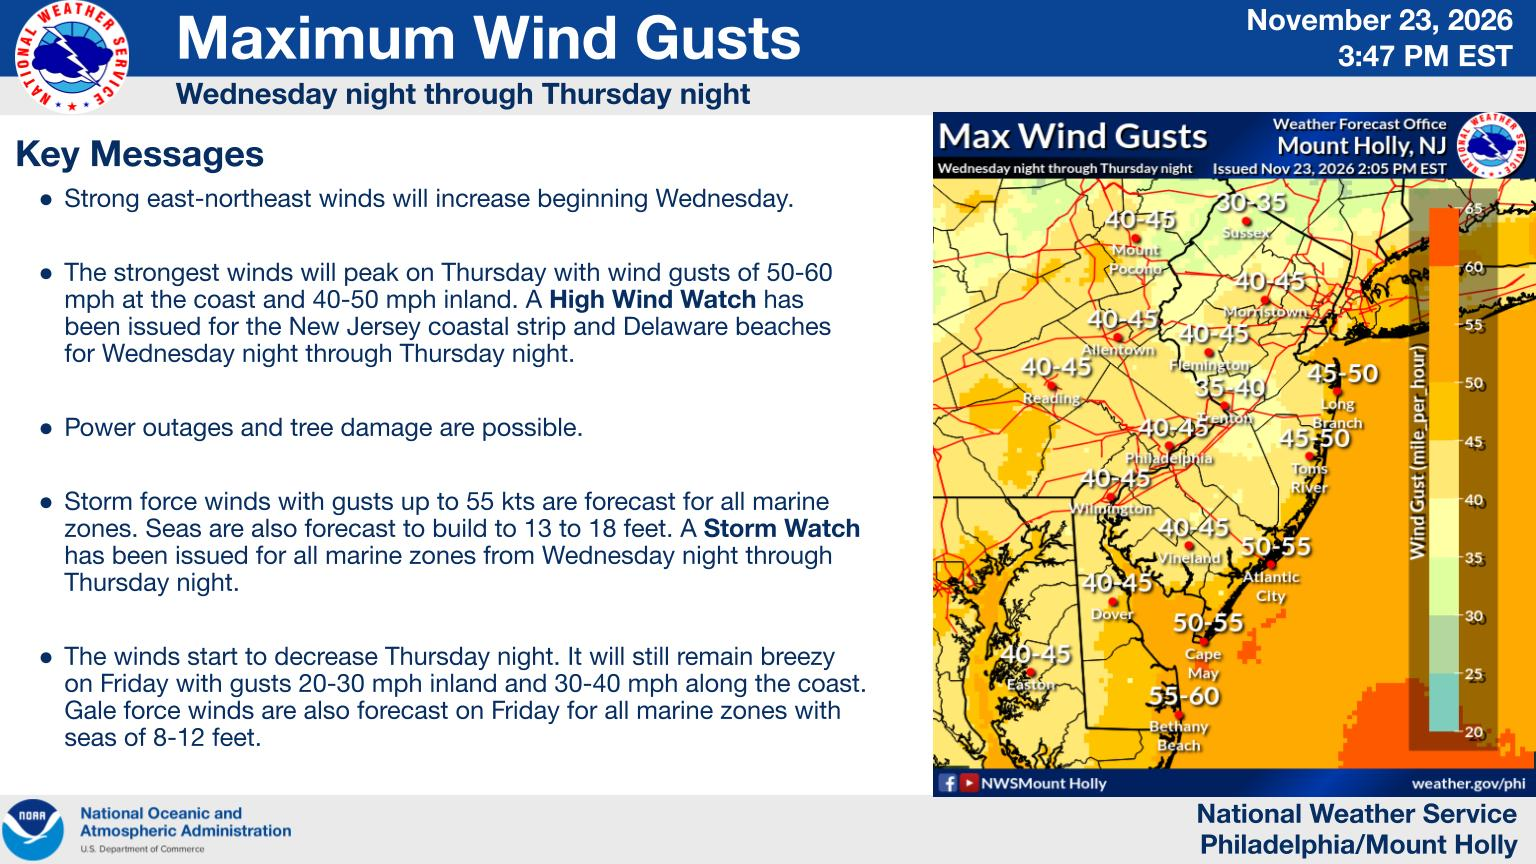 NATIONAL WEATHER SERVICE
Maximum Wind Gusts
November 23, 2026
3:47 PM EST
Wednesday night through Thursday night
Key Messages
● Strong east-northeast winds will increase beginning Wednesday.
● The strongest winds will peak on Thursday with wind gusts of 50-60
mph at the coast and 40-50 mph inland. A High Wind Watch has
been issued for the New Jersey coastal strip and Delaware beaches
for Wednesday night through Thursday night.
● Power outages and tree damage are possible.
● Storm force winds with gusts up to 55 kts are forecast for all marine
zones. Seas are also forecast to build to 13 to 18 feet. A Storm Watch
has been issued for all marine zones from Wednesday night through
Thursday night.
● The winds start to decrease Thursday night. It will still remain breezy
on Friday with gusts 20-30 mph inland and 30-40 mph along the coast.
Gale force winds are also forecast on Friday for all marine zones with
seas of 8-12 feet.
Max Wind Gusts
Weather Forecast Office
Mount Holly, NJ
Wednesday night through Thursday night
Issued Nov 23, 2026 2:05 PM EST
NATIONAL WEATHER SERVICE
30-35
Sussex
40-45
Mount
Pocono
40-45
Morristown
40-45
Allentown
40-45
Flemington
40-45
Reading
35-40
Trenton
45-50
Long
Branch
40-45
Philadelphia
45-50
Toms
River
40-45
Wilmington
40-45
Vineland
50-55
Atlantic
City
40-45
Dover
50-55
Cape
May
40-45
Easton
55-60
Bethany
Beach
Wind Gust (mile_per_hour)
65
60
55
50
45
40
35
30
25
20
NWSMount Holly
weather.gov/phi
NOAA
National Oceanic and
Atmospheric Administration
U.S. Department of Commerce
National Weather Service
Philadelphia/Mount Holly